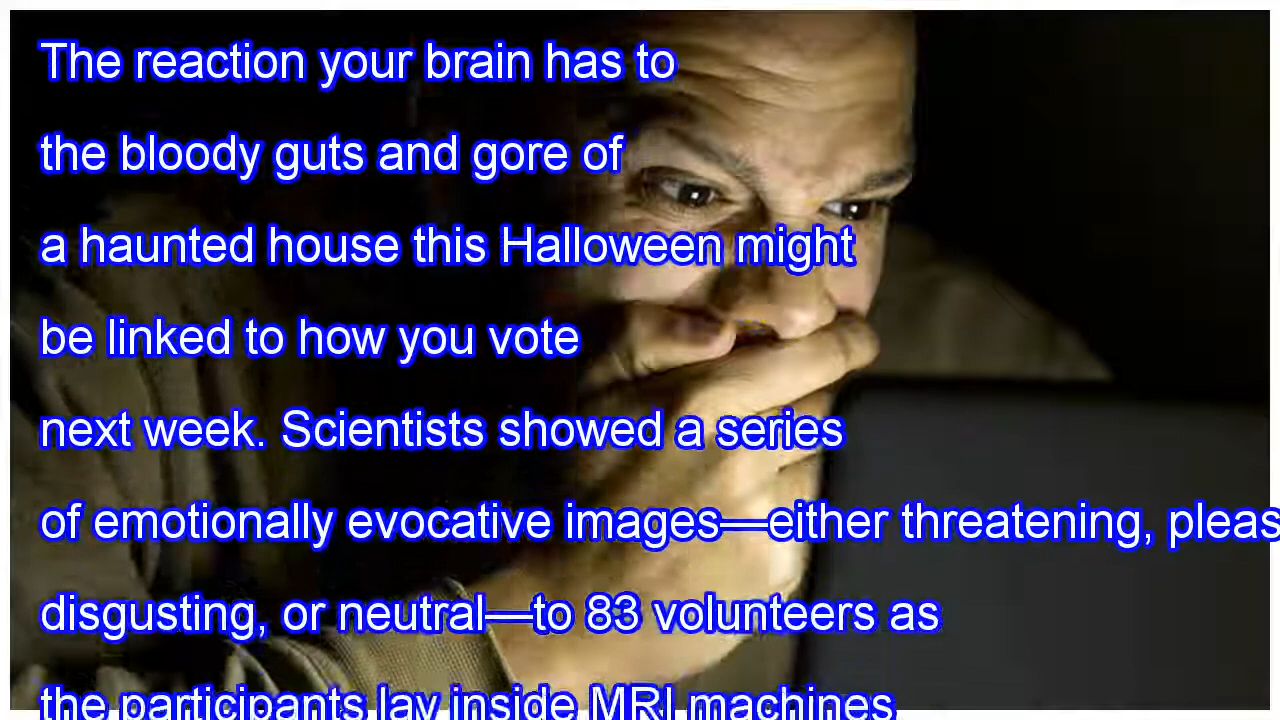 The reaction your brain has to
the bloody guts and gore of
a haunted house this Halloween might
be linked to how you vote
next week. Scientists showed a series
of emotionally evocative images—either threatening, pleas
disgusting, or neutral—to 83 volunteers as
the participants lay inside MRI machines